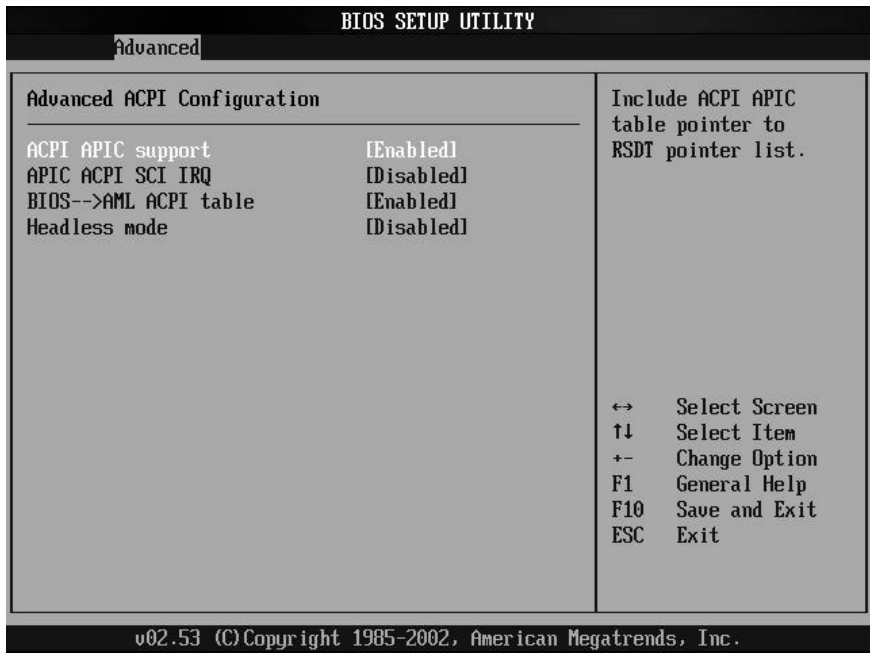 BIOS SETUP UTILITY
Advanced
Advanced ACPI Configuration
ACPI APIC support [Enabled]
APIC ACPI SCI IRQ [Disabled]
BIOS-->AML ACPI table [Enabled]
Headless mode [Disabled]
Include ACPI APIC
table pointer to
RSDT pointer list.
←→ Select Screen
↑↓ Select Item
+- Change Option
F1 General Help
F10 Save and Exit
ESC Exit
v02.53 (C)Copyright 1985-2002, American Megatrends, Inc.